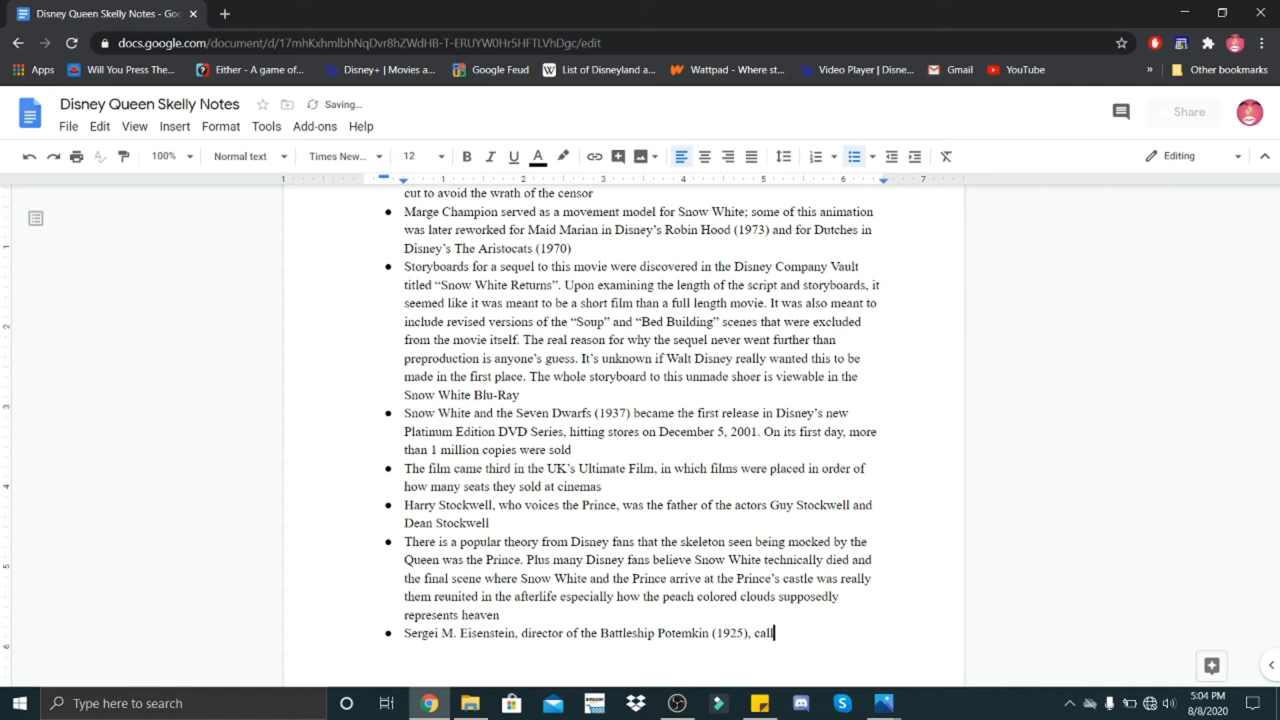 Disney Queen Skelly Notes - Goo
docs.google.com/document/d/17mhKxhmlbhNqDvr8hZWdHB-T-ERUYW0Hr5HFTLVhDgc/edit
Apps
Will You Press The...
Either - A game of...
Disney+ | Movies a...
Google Feud
List of Disneyland a...
Wattpad - Where st...
Video Player | Disne...
Gmail
YouTube
»
Other bookmarks
Disney Queen Skelly Notes
Saving...
Share
File Edit View Insert Format Tools Add-ons Help
100% Normal text Times New... 12 B I U A Editing
1 1 2 3 4 5 6 7
cut to avoid the wrath of the censor
● Marge Champion served as a movement model for Snow White; some of this animation
was later reworked for Maid Marian in Disney’s Robin Hood (1973) and for Dutches in
Disney’s The Aristocats (1970)
● Storyboards for a sequel to this movie were discovered in the Disney Company Vault
titled “Snow White Returns”. Upon examining the length of the script and storyboards, it
seemed like it was meant to be a short film than a full length movie. It was also meant to
include revised versions of the “Soup” and “Bed Building” scenes that were excluded
from the movie itself. The real reason for why the sequel never went further than
preproduction is anyone’s guess. It’s unknown if Walt Disney really wanted this to be
made in the first place. The whole storyboard to this unmade shoer is viewable in the
Snow White Blu-Ray
● Snow White and the Seven Dwarfs (1937) became the first release in Disney’s new
Platinum Edition DVD Series, hitting stores on December 5, 2001. On its first day, more
than 1 million copies were sold
● The film came third in the UK’s Ultimate Film, in which films were placed in order of
how many seats they sold at cinemas
● Harry Stockwell, who voices the Prince, was the father of the actors Guy Stockwell and
Dean Stockwell
● There is a popular theory from Disney fans that the skeleton seen being mocked by the
Queen was the Prince. Plus many Disney fans believe Snow White technically died and
the final scene where Snow White and the Prince arrive at the Prince’s castle was really
them reunited in the afterlife especially how the peach colored clouds supposedly
represents heaven
● Sergei M. Eisenstein, director of the Battleship Potemkin (1925), call
1
2
3
4
5
6
Type here to search
5:04 PM
8/8/2020